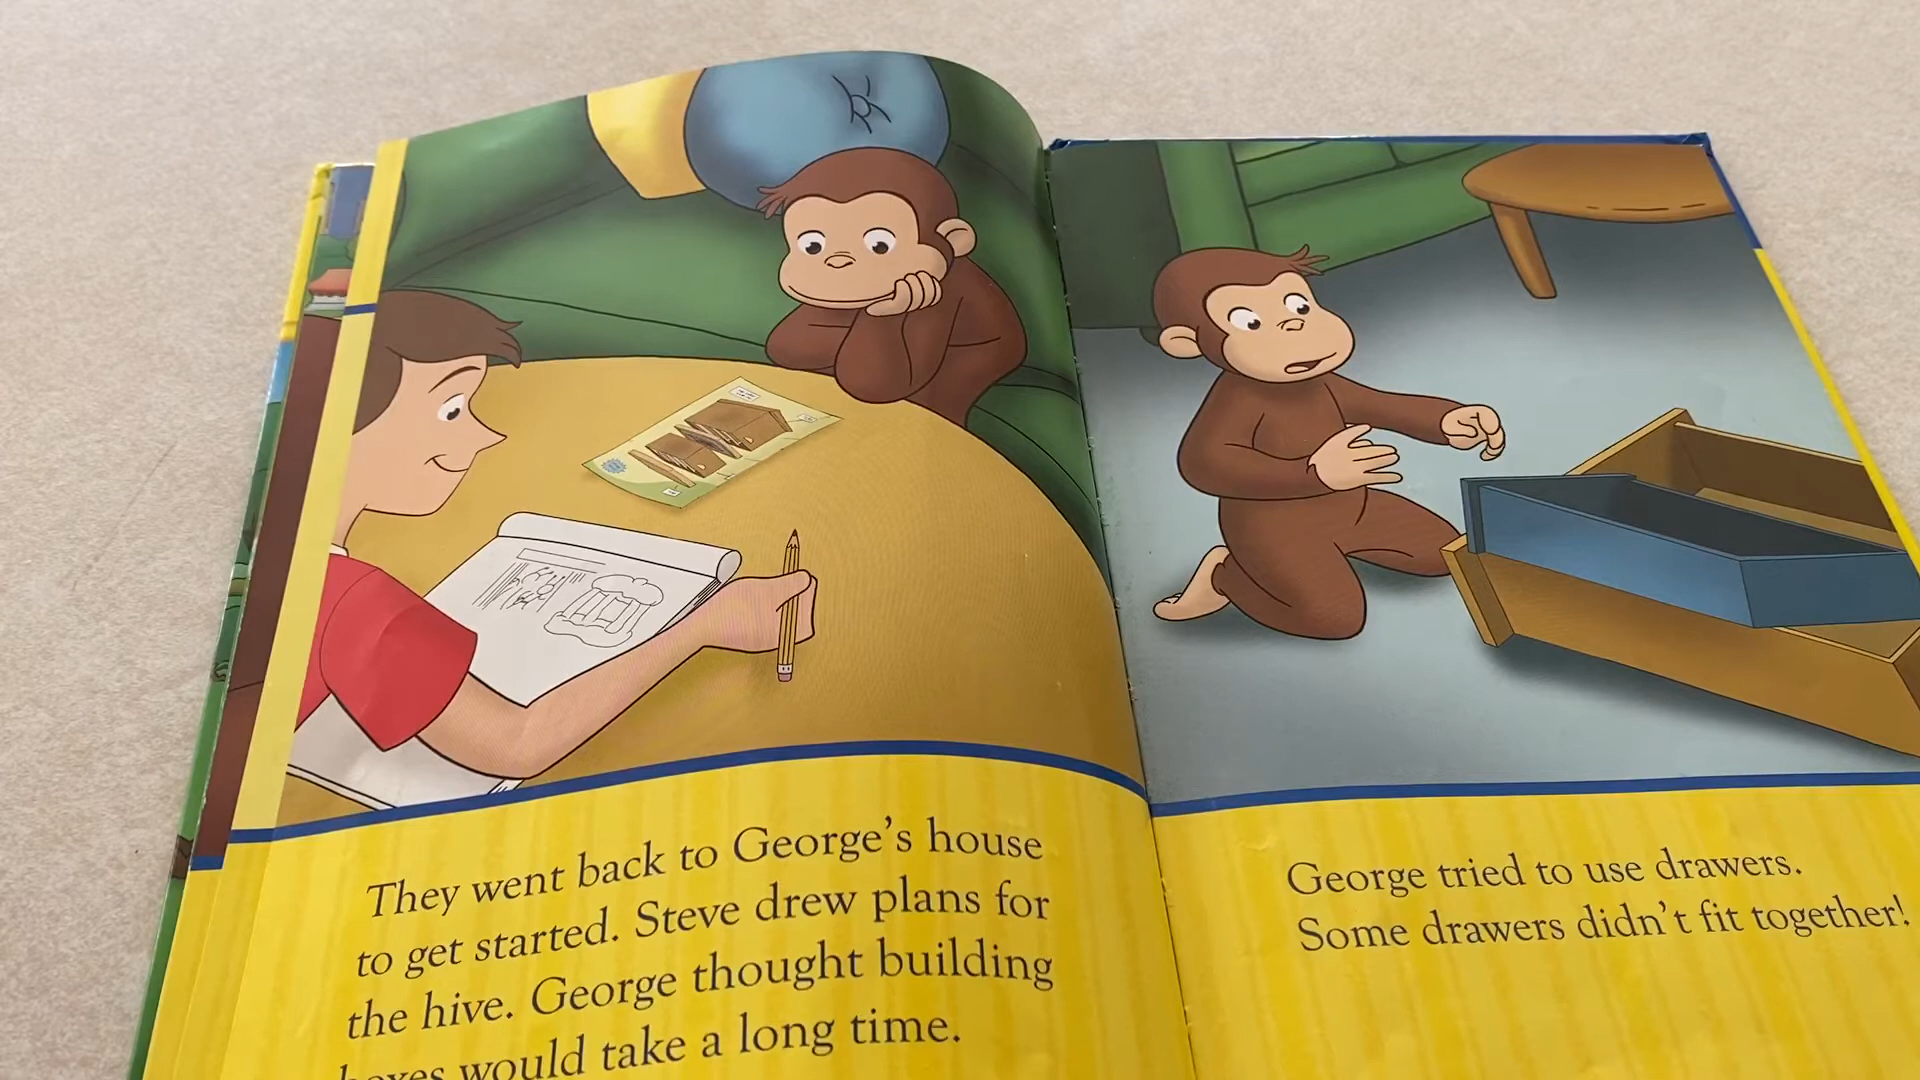 They went back to George's house
to get started. Steve drew plans for
the hive. George thought building
boxes would take a long time.
George tried to use drawers.
Some drawers didn't fit together!